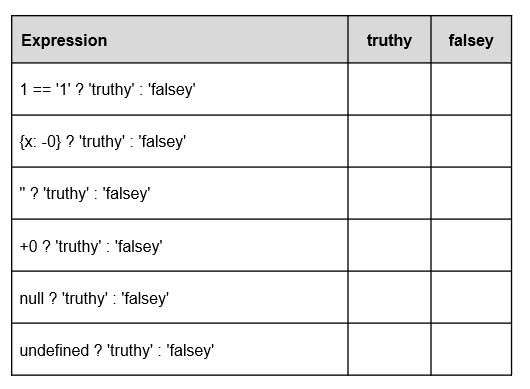 Expression truthy falsey
1 == '1' ? 'truthy' : 'falsey'
{x: -0} ? 'truthy' : 'falsey'
'' ? 'truthy' : 'falsey'
+0 ? 'truthy' : 'falsey'
null ? 'truthy' : 'falsey'
undefined ? 'truthy' : 'falsey'